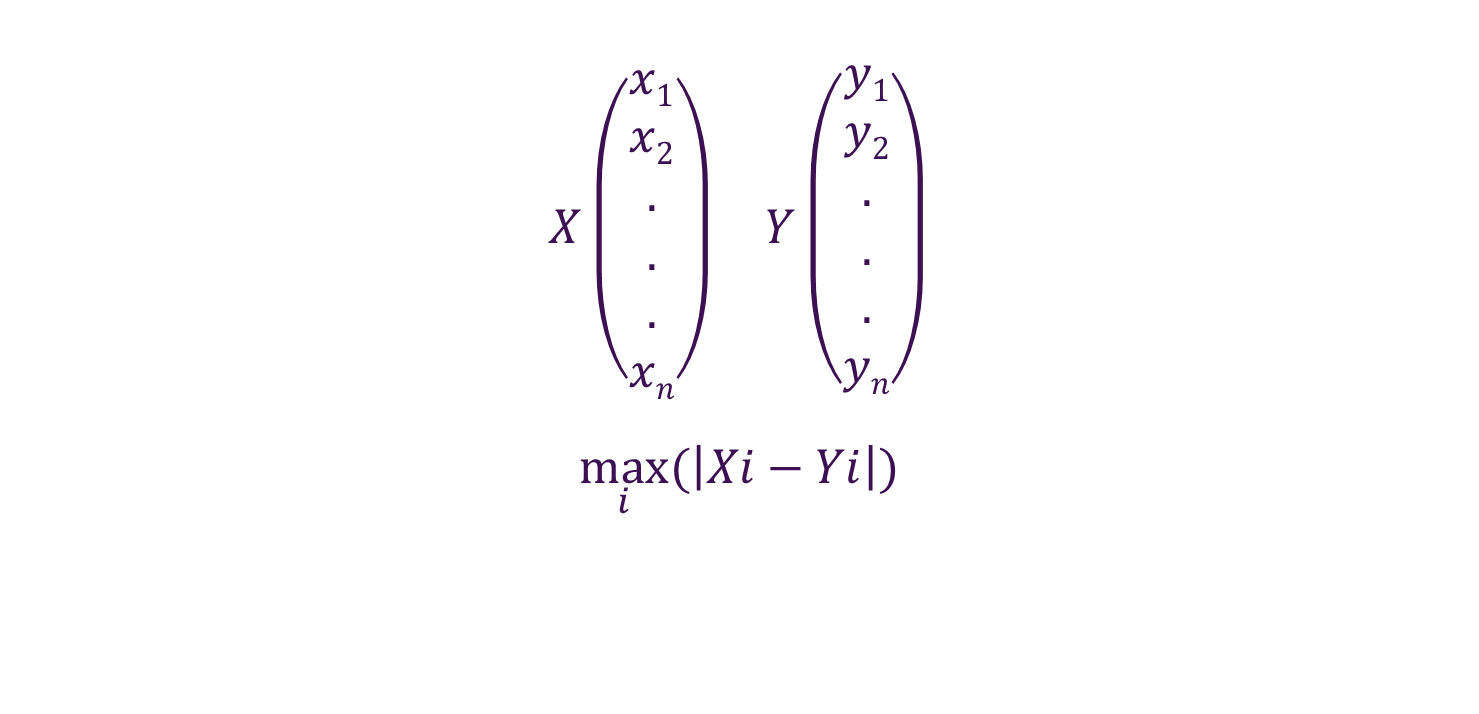 X (x₁ x₂ . . . xₙ) Y (y₁ y₂ . . . yₙ)
max(|Xi − Yi|)
i